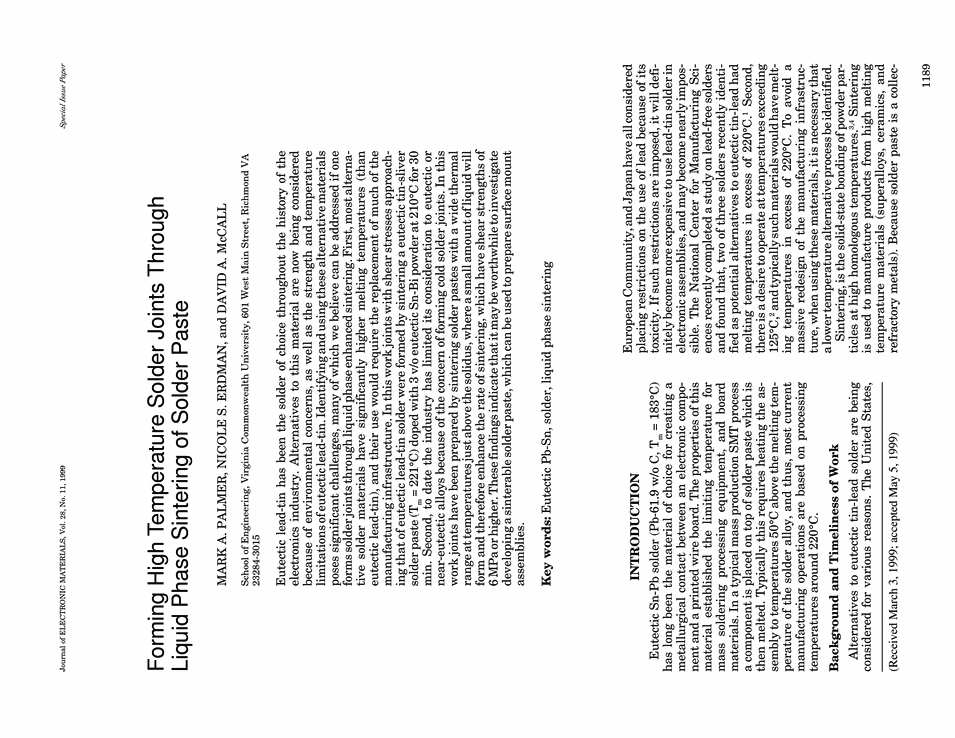 Journal of ELECTRONIC MATERIALS, Vol. 28, No. 11, 1999
Special Issue Paper
Forming High Temperature Solder Joints Through
Liquid Phase Sintering of Solder Paste
MARK A. PALMER, NICOLE S. ERDMAN, and DAVID A. McCALL
School of Engineering, Virginia Commonwealth University, 601 West Main Street, Richmond VA
23284-3015
Eutectic lead-tin has been the solder of choice throughout the history of the
electronics industry. Alternatives to this material are now being considered
because of environmental concerns, as well as the strength and temperature
limitations of eutectic lead-tin. Identifying and using these alternative materials
poses significant challenges, many of which we believe can be addressed if one
forms solder joints through liquid phase enhanced sintering. First, most alterna-
tive solder materials have significantly higher melting temperatures (than
eutectic lead-tin), and their use would require the replacement of much of the
manufacturing infrastructure. In this work joints with shear stresses approach-
ing that of eutectic lead-tin solder were formed by sintering a eutectic tin-sliver
solder paste (Tm = 221°C) doped with 3 v/o eutectic Sn-Bi powder at 210°C for 30
min. Second, to date the industry has limited its consideration to eutectic or
near-eutectic alloys because of the concern of forming cold solder joints. In this
work joints have been prepared by sintering solder pastes with a wide thermal
range at temperatures just above the solidus, where a small amount of liquid will
form and therefore enhance the rate of sintering, which have shear strengths of
6 MPa or higher. These findings indicate that it may be worthwhile to investigate
developing a sinterable solder paste, which can be used to prepare surface mount
assemblies.
Key words: Eutectic Pb-Sn, solder, liquid phase sintering
INTRODUCTION
Eutectic Sn-Pb solder (Pb-61.9 w/o C, Tm = 183°C)
has long been the material of choice for creating a
metallurgical contact between an electronic compo-
nent and a printed wire board. The properties of this
material established the limiting temperature for
mass soldering processing equipment, and board
materials. In a typical mass production SMT process
a component is placed on top of solder paste which is
then melted. Typically this requires heating the as-
sembly to temperatures 50°C above the melting tem-
perature of the solder alloy, and thus, most current
manufacturing operations are based on processing
temperatures around 220°C.
Background and Timeliness of Work
Alternatives to eutectic tin-lead solder are being
considered for various reasons. The United States,
(Received March 3, 1999; accepted May 5, 1999)
European Community, and Japan have all considered
placing restrictions on the use of lead because of its
toxicity. If such restrictions are imposed, it will defi-
nitely become more expensive to use lead-tin solder in
electronic assemblies, and may become nearly impos-
sible. The National Center for Manufacturing Sci-
ences recently completed a study on lead-free solders
and found that, two of three solders recently identi-
fied as potential alternatives to eutectic tin-lead had
melting temperatures in excess of 220°C.1 Second,
there is a desire to operate at temperatures exceeding
125°C,2 and typically such materials would have melt-
ing temperatures in excess of 220°C. To avoid a
massive redesign of the manufacturing infrastruc-
ture, when using these materials, it is necessary that
a lower temperature alternative process be identified.
Sintering, is the solid-state bonding of powder par-
ticles at high homologous temperatures.3,4 Sintering
is used to manufacture products from high melting
temperature materials (superalloys, ceramics, and
refractory metals). Because solder paste is a collec-
1189